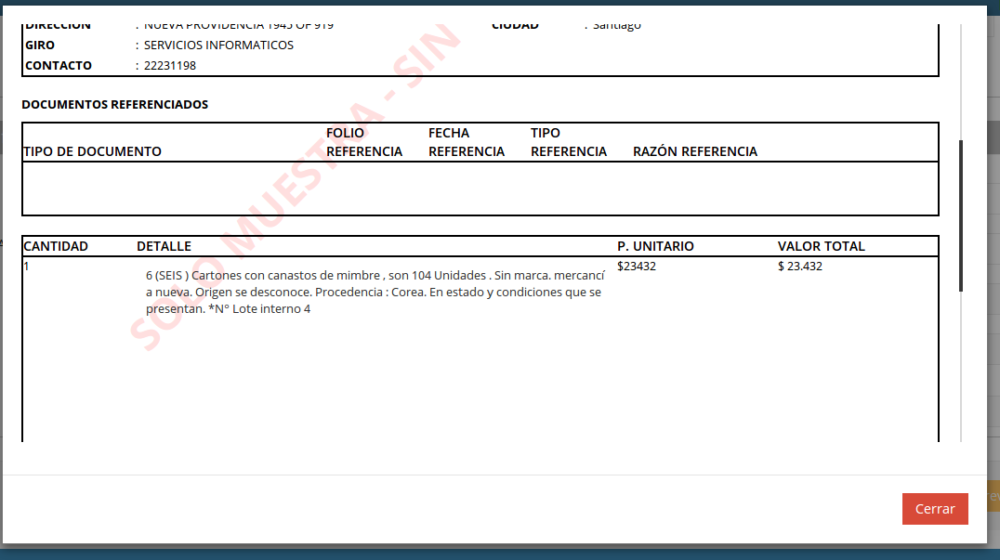 DIRECCIÓN : NUEVA PROVIDENCIA 1945 OF 919 CIUDAD : Santiago
GIRO : SERVICIOS INFORMATICOS
CONTACTO : 22231198
DOCUMENTOS REFERENCIADOS
TIPO DE DOCUMENTO FOLIO REFERENCIA FECHA REFERENCIA TIPO REFERENCIA RAZÓN REFERENCIA
CANTIDAD DETALLE P. UNITARIO VALOR TOTAL
1 $23432 $ 23.432
6 (SEIS ) Cartones con canastos de mimbre , son 104 Unidades . Sin marca. mercancí
a nueva. Origen se desconoce. Procedencia : Corea. En estado y condiciones que se
presentan. *N° Lote interno 4
SOLO MUESTRA - SIN
Cerrar